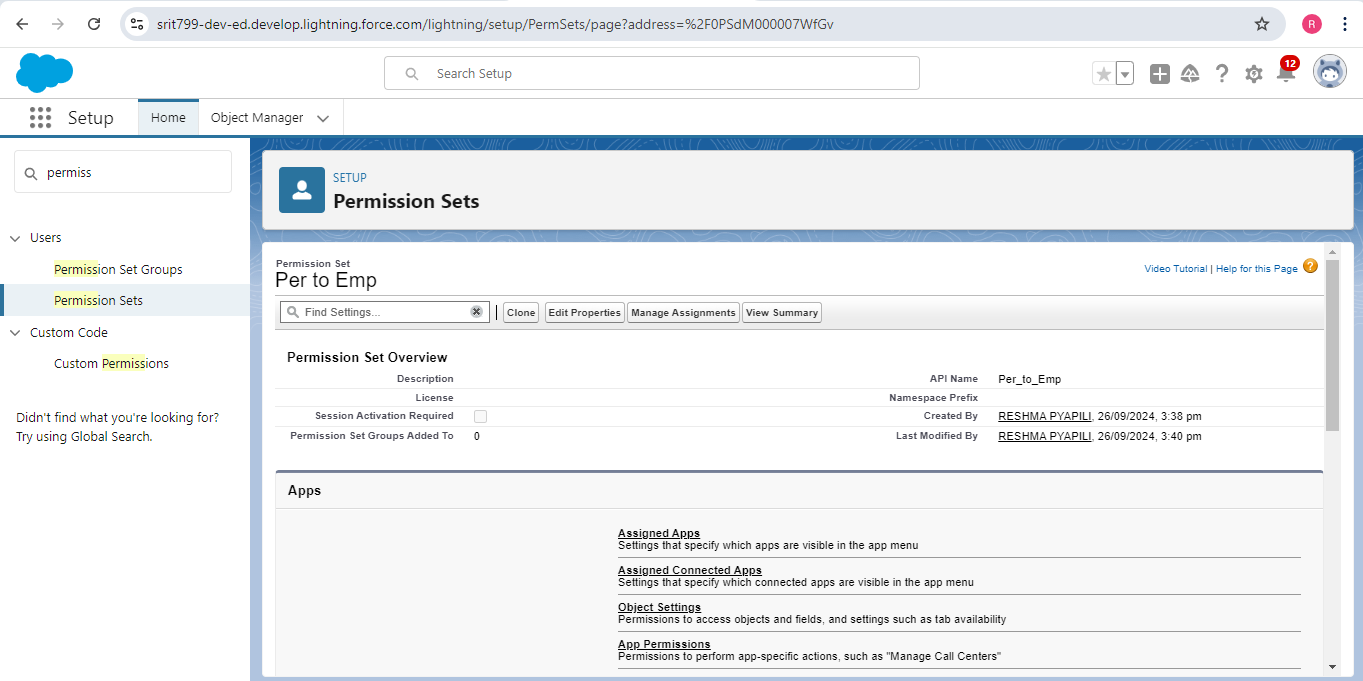 srit799-dev-ed.develop.lightning.force.com/lightning/setup/PermSets/page?address=%2F0PSdM000007WfGv
R
Search Setup
12
Setup
Home
Object Manager
permiss
Users
Permission Set Groups
Permission Sets
Custom Code
Custom Permissions
Didn't find what you're looking for?
Try using Global Search.
SETUP
Permission Sets
Permission Set
Per to Emp
Video Tutorial | Help for this Page ?
Find Settings...
Clone
Edit Properties
Manage Assignments
View Summary
Permission Set Overview
Description
API Name Per_to_Emp
License
Namespace Prefix
Session Activation Required
Created By RESHMA PYAPILI, 26/09/2024, 3:38 pm
Permission Set Groups Added To 0
Last Modified By RESHMA PYAPILI, 26/09/2024, 3:40 pm
Apps
Assigned Apps
Settings that specify which apps are visible in the app menu
Assigned Connected Apps
Settings that specify which connected apps are visible in the app menu
Object Settings
Permissions to access objects and fields, and settings such as tab availability
App Permissions
Permissions to perform app-specific actions, such as "Manage Call Centers"